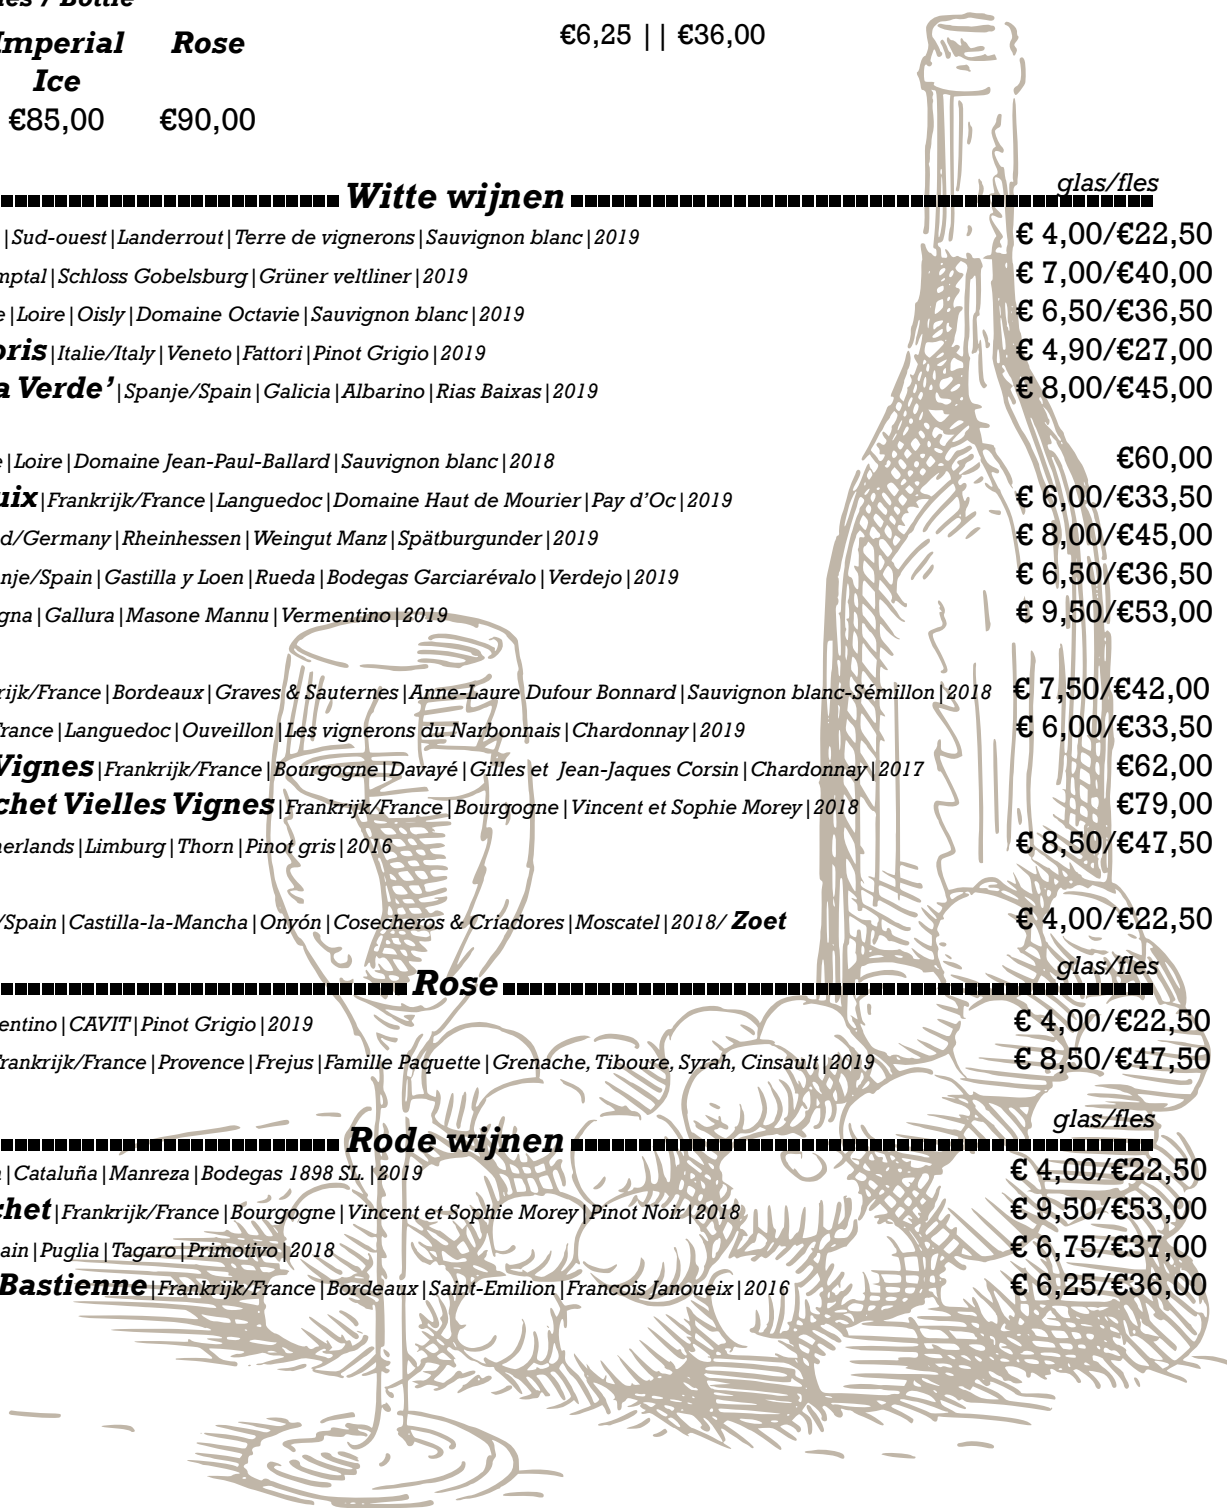 Bottle
Imperial Rose €6,25 || €36,00
Ice
€85,00 €90,00
Witte wijnen glas/fles
|Sud-ouest|Landerrout|Terre de vignerons|Sauvignon blanc|2019 € 4,00/€22,50
mptal|Schloss Gobelsburg|Grüner veltliner|2019 € 7,00/€40,00
e|Loire|Oisly|Domaine Octavie|Sauvignon blanc|2019 € 6,50/€36,50
oris|Italie/Italy|Veneto|Fattori|Pinot Grigio|2019 € 4,90/€27,00
a Verde’|Spanje/Spain|Galicia|Albarino|Rias Baixas|2019 € 8,00/€45,00
e|Loire|Domaine Jean-Paul-Ballard|Sauvignon blanc|2018 €60,00
uix|Frankrijk/France|Languedoc|Domaine Haut de Mourier|Pay d’Oc|2019 € 6,00/€33,50
d/Germany|Rheinhessen|Weingut Manz|Spätburgunder|2019 € 8,00/€45,00
nje/Spain|Gastilla y Loen|Rueda|Bodegas Garciarévalo|Verdejo|2019 € 6,50/€36,50
gna|Gallura|Masone Mannu|Vermentino|2019 € 9,50/€53,00
rijk/France|Bordeaux|Graves & Sauternes|Anne-Laure Dufour Bonnard|Sauvignon blanc-Sémillon|2018 € 7,50/€42,00
France|Languedoc|Ouveillon|Les vignerons du Narbonnais|Chardonnay|2019 € 6,00/€33,50
Vignes|Frankrijk/France|Bourgogne|Davayé|Gilles et Jean-Jaques Corsin|Chardonnay|2017 €62,00
chet Vielles Vignes|Frankrijk/France|Bourgogne|Vincent et Sophie Morey|2018 €79,00
herlands|Limburg|Thorn|Pinot gris|2016 € 8,50/€47,50
/Spain|Castilla-la-Mancha|Onyón|Cosecheros & Criadores|Moscatel|2018/ Zoet € 4,00/€22,50
Rose glas/fles
entino|CAVIT|Pinot Grigio|2019 € 4,00/€22,50
Frankrijk/France|Provence|Frejus|Famille Paquette|Grenache, Tiboure, Syrah, Cinsault|2019 € 8,50/€47,50
Rode wijnen glas/fles
|Cataluña|Manreza|Bodegas 1898 SL.|2019 € 4,00/€22,50
chet|Frankrijk/France|Bourgogne|Vincent et Sophie Morey|Pinot Noir|2018 € 9,50/€53,00
ain|Puglia|Tagaro|Primotivo|2018 € 6,75/€37,00
Bastienne|Frankrijk/France|Bordeaux|Saint-Emilion|Francois Janoueix|2016 € 6,25/€36,00